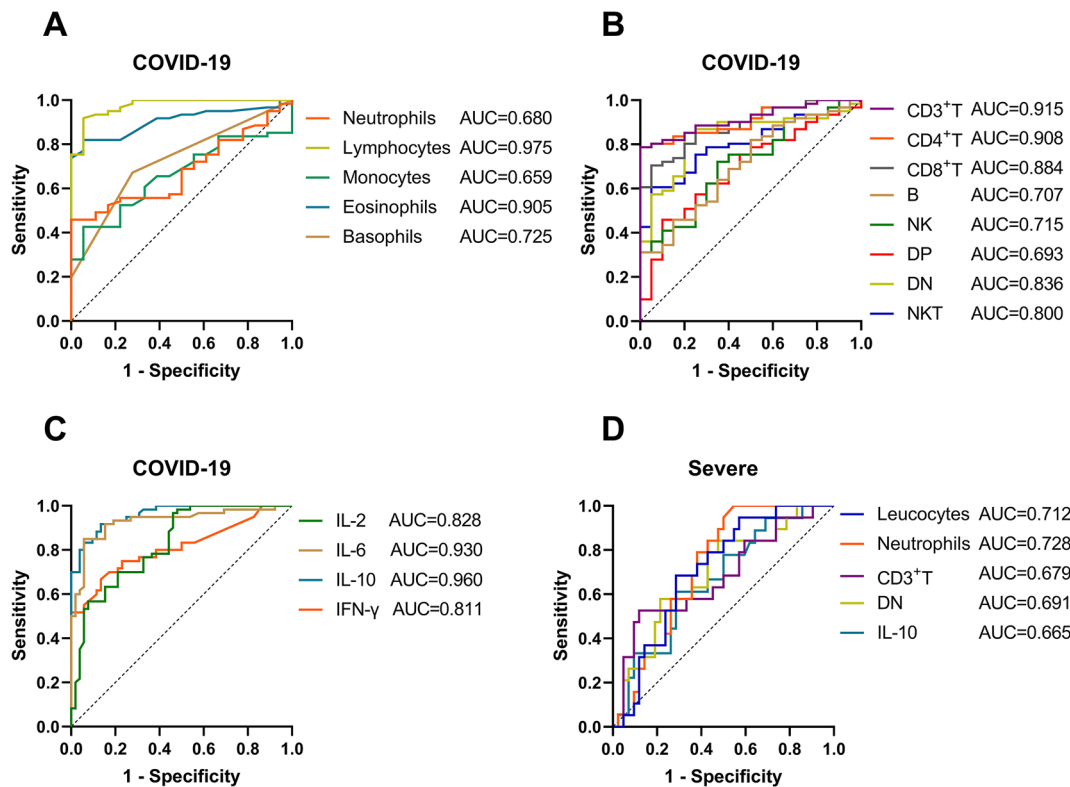 A
COVID-19
Sensitivity
1.0
0.8
0.6
0.4
0.2
0.0
0.0 0.2 0.4 0.6 0.8 1.0
1 - Specificity
Neutrophils AUC=0.680
Lymphocytes AUC=0.975
Monocytes AUC=0.659
Eosinophils AUC=0.905
Basophils AUC=0.725
B
COVID-19
Sensitivity
1.0
0.8
0.6
0.4
0.2
0.0
0.0 0.2 0.4 0.6 0.8 1.0
1 - Specificity
CD3⁺T AUC=0.915
CD4⁺T AUC=0.908
CD8⁺T AUC=0.884
B AUC=0.707
NK AUC=0.715
DP AUC=0.693
DN AUC=0.836
NKT AUC=0.800
C
COVID-19
Sensitivity
1.0
0.8
0.6
0.4
0.2
0.0
0.0 0.2 0.4 0.6 0.8 1.0
1 - Specificity
IL-2 AUC=0.828
IL-6 AUC=0.930
IL-10 AUC=0.960
IFN-γ AUC=0.811
D
Severe
Sensitivity
1.0
0.8
0.6
0.4
0.2
0.0
0.0 0.2 0.4 0.6 0.8 1.0
1 - Specificity
Leucocytes AUC=0.712
Neutrophils AUC=0.728
CD3⁺T AUC=0.679
DN AUC=0.691
IL-10 AUC=0.665